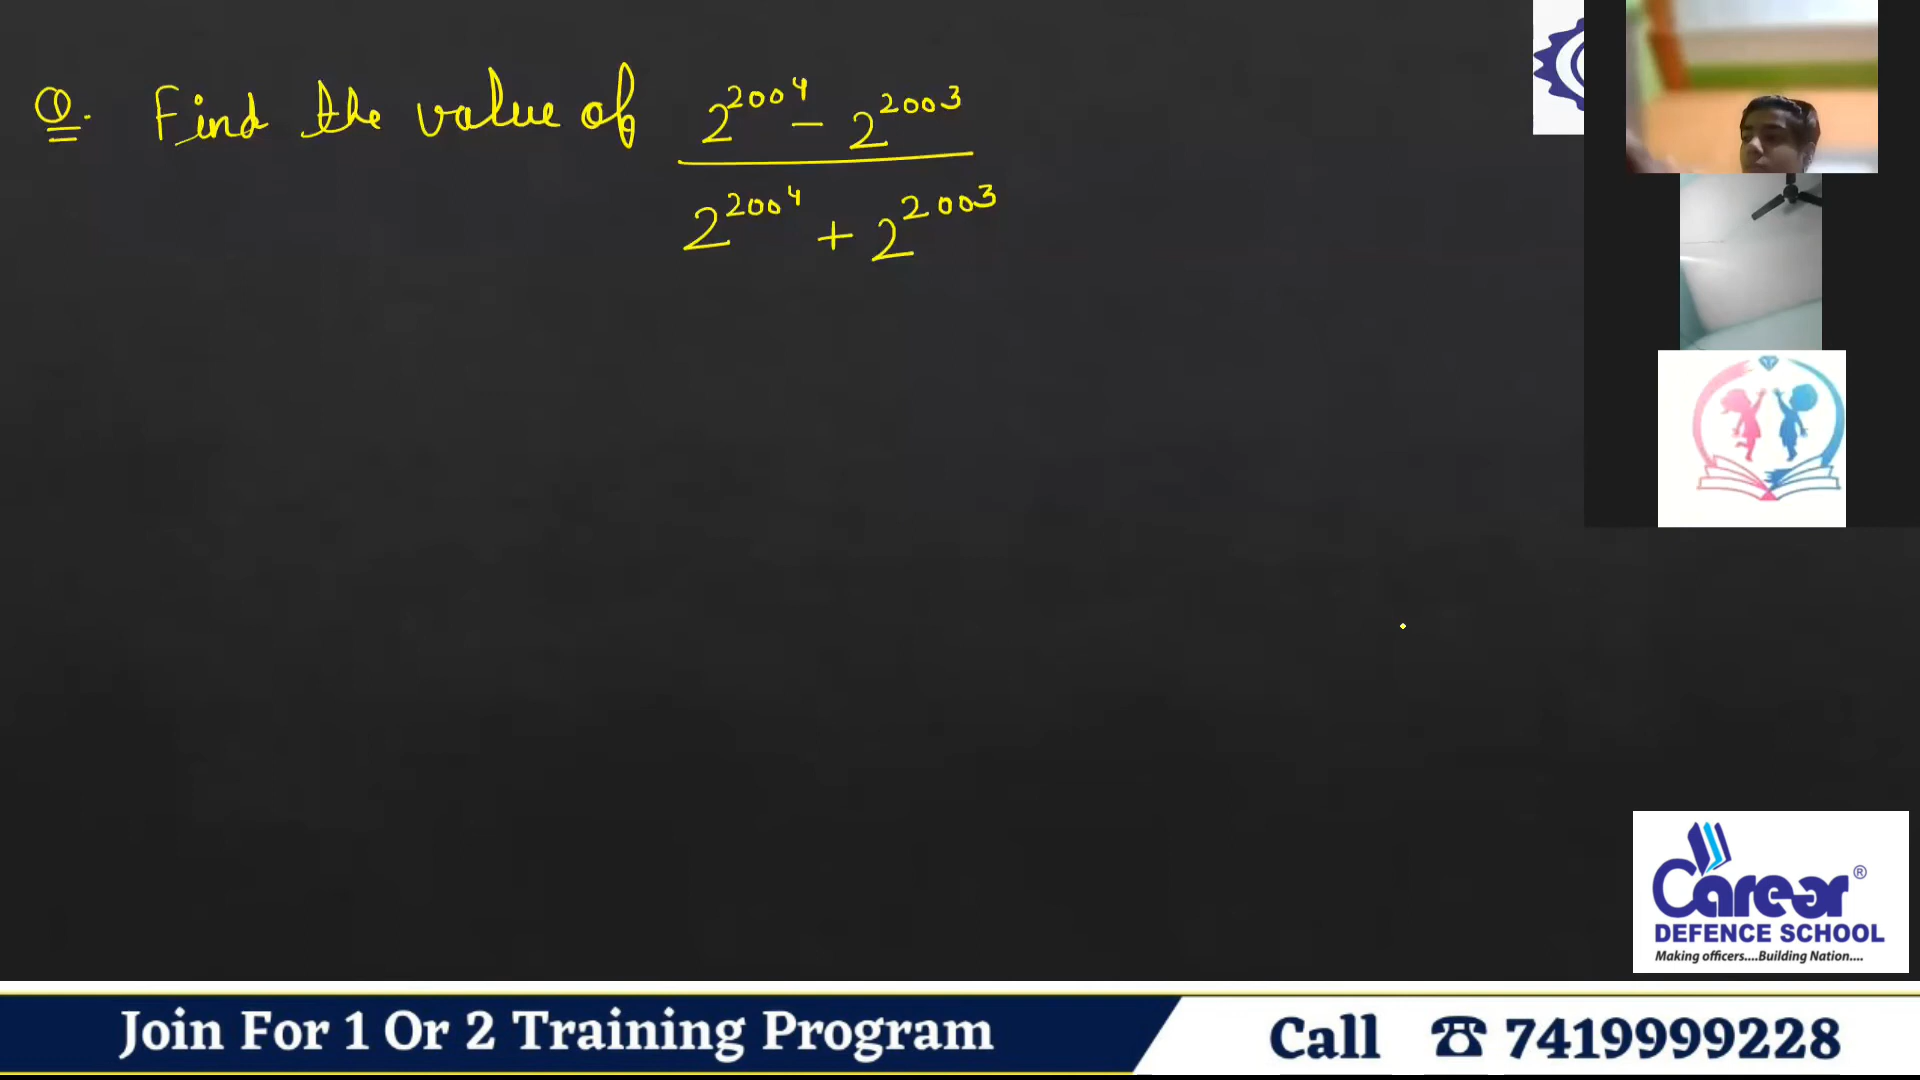 Q. Find the value of 2^2004 - 2^2003
2^2004 + 2^2003
Career®
DEFENCE SCHOOL
Making officers....Building Nation....
Join For 1 Or 2 Training Program
Call ☎ 7419999228